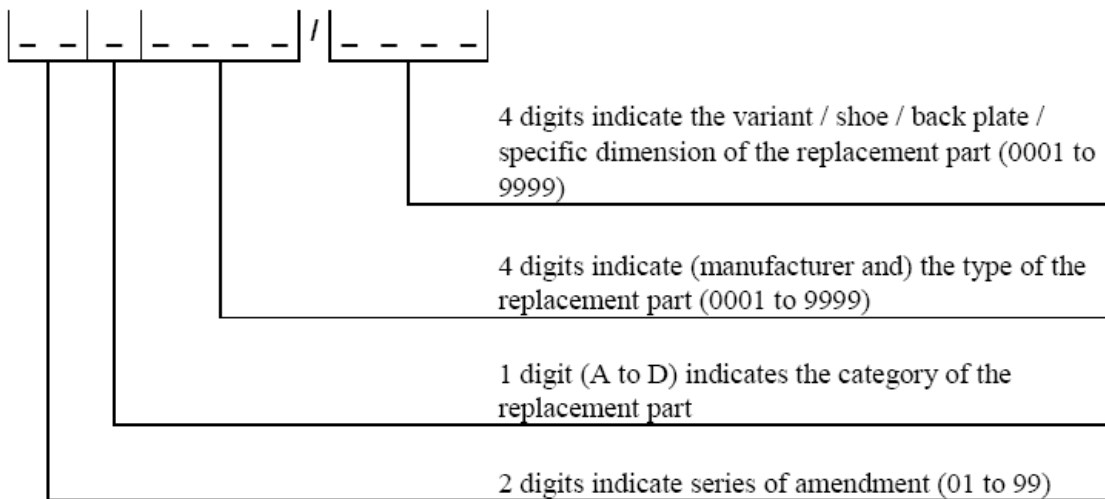 _ _ _ _ _ _ _ / _ _ _ _
4 digits indicate the variant / shoe / back plate /
specific dimension of the replacement part (0001 to
9999)
4 digits indicate (manufacturer and) the type of the
replacement part (0001 to 9999)
1 digit (A to D) indicates the category of the
replacement part
2 digits indicate series of amendment (01 to 99)